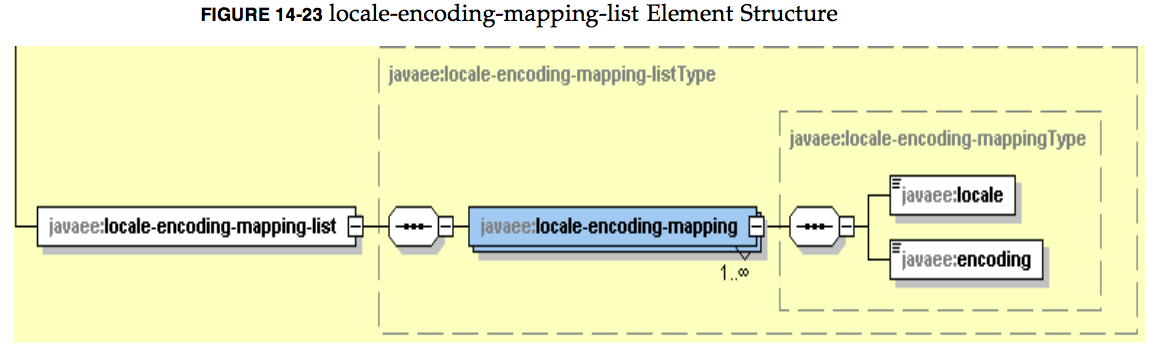 FIGURE 14-23 locale-encoding-mapping-list Element Structure
javaee:locale-encoding-mapping-listType
javaee:locale-encoding-mappingType
javaee:locale
javaee:locale-encoding-mapping-list
javaee:locale-encoding-mapping
javaee:encoding
1..∞